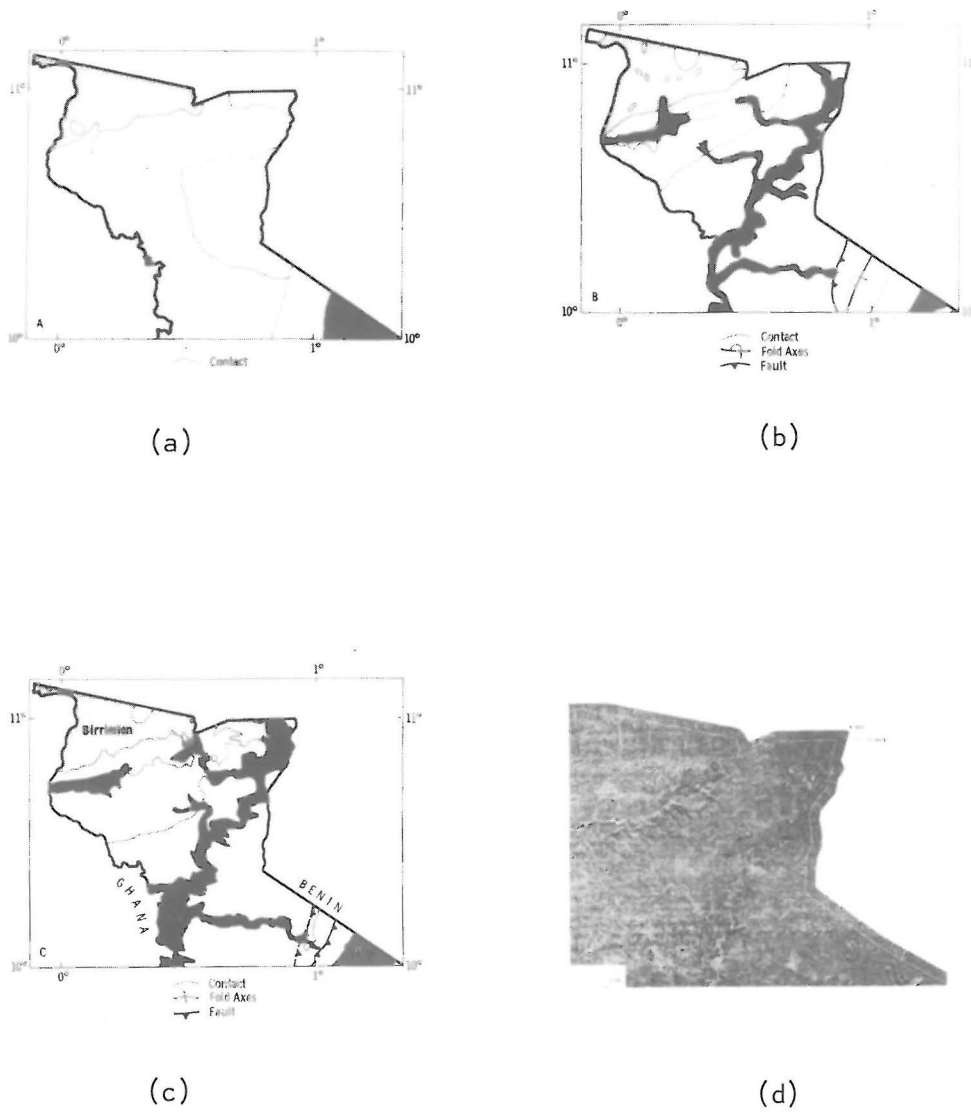 0° 1°
11° 11°
A
10° 10°
0° 1°
Contact
(a)
0° 1°
11°
B
10°
0° 1°
Contact
Fold Axes
Fault
(b)
0° 1°
11° 11°
Birrimian
GHANA
BENIN
C
10° 10°
0° 1°
Contact
Fold Axes
Fault
(c)
(d)